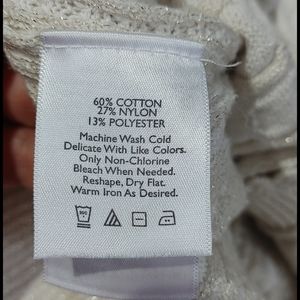 60% COTTON
27% NYLON
13% POLYESTER
Machine Wash Cold
Delicate With Like Colors.
Only Non-Chlorine
Bleach When Needed.
Reshape, Dry Flat.
Warm Iron As Desired.